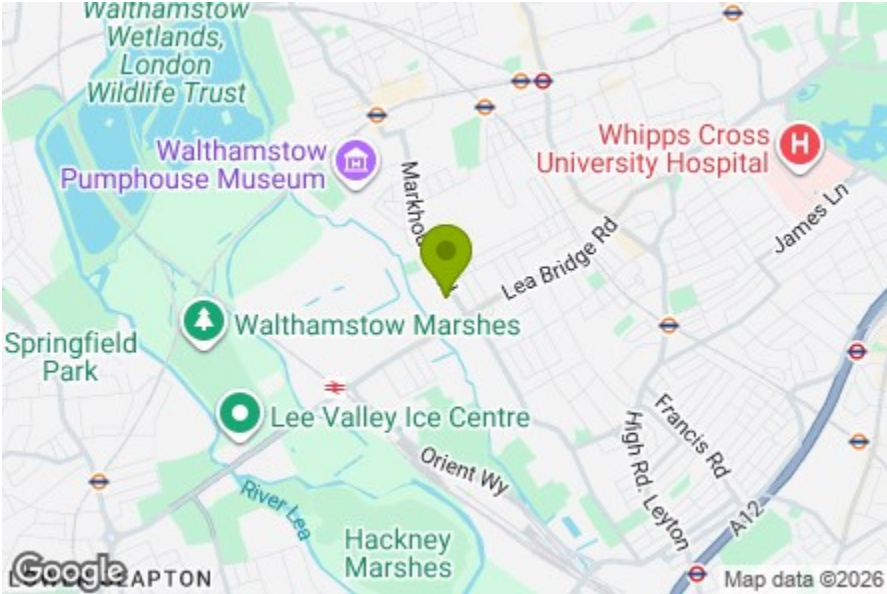 Walthamstow
Wetlands,
London
Wildlife Trust
Walthamstow
Pumphouse Museum
Whipps Cross
University Hospital
H
James Ln
Lea Bridge Rd
Walthamstow Marshes
Springfield
Park
Lee Valley Ice Centre
Orient Wy
High Rd. Leyton
Francis Rd
A12
River Lea
Hackney
Marshes
Google
Map data ©2026